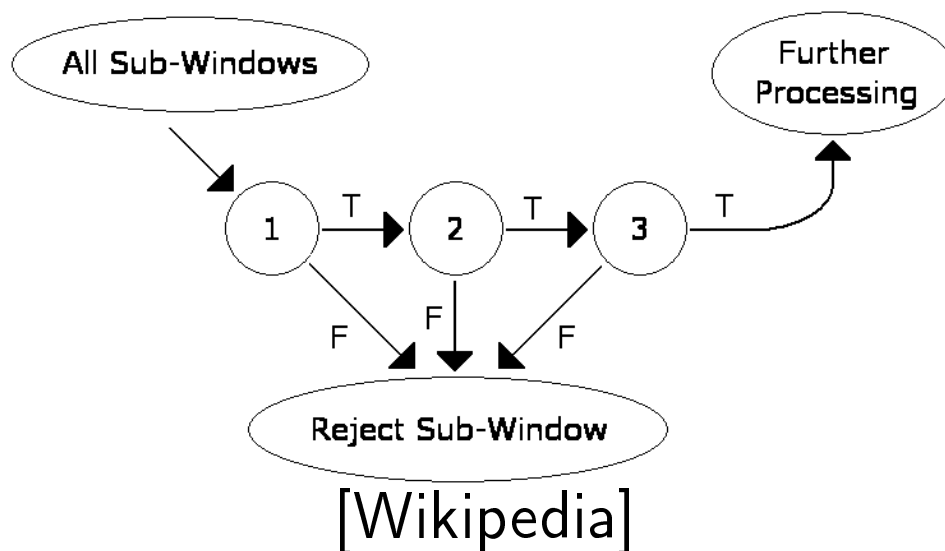 All Sub-Windows
Further
Processing
1
T
2
T
3
T
F
F
F
Reject Sub-Window
[Wikipedia]